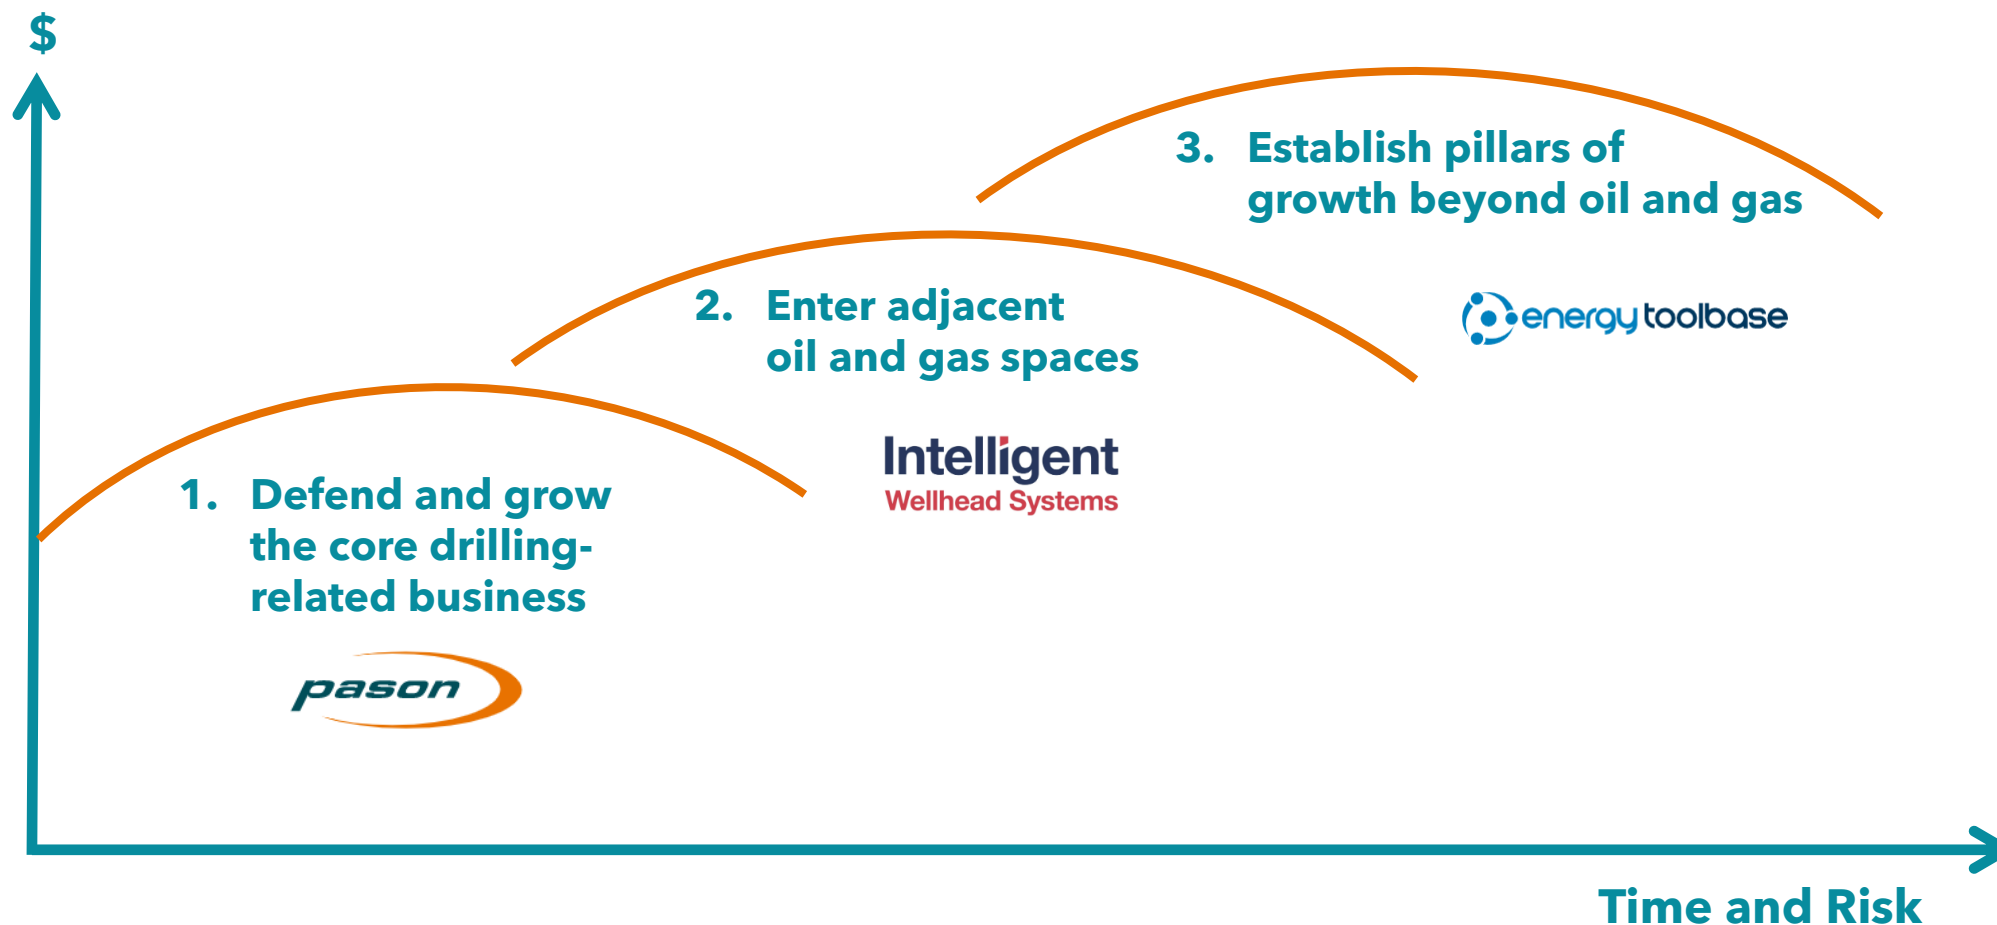 $
3. Establish pillars of
growth beyond oil and gas
energy toolbase
2. Enter adjacent
oil and gas spaces
Intelligent
Wellhead Systems
1. Defend and grow
the core drilling-
related business
pason
Time and Risk